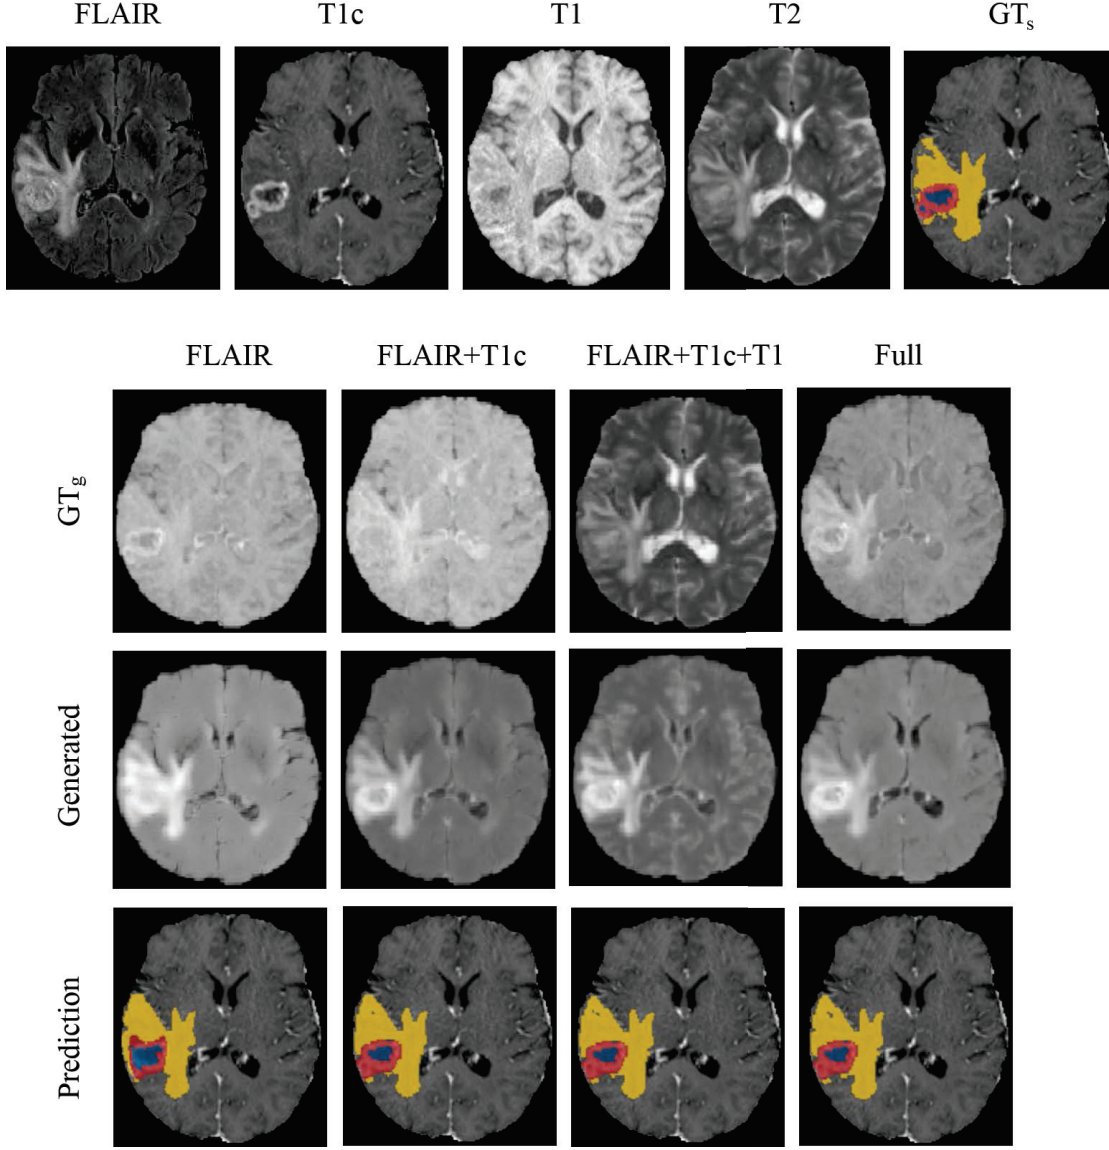 FLAIR T1c T1 T2 GTs
FLAIR FLAIR+T1c FLAIR+T1c+T1 Full
GTg
Generated
Prediction